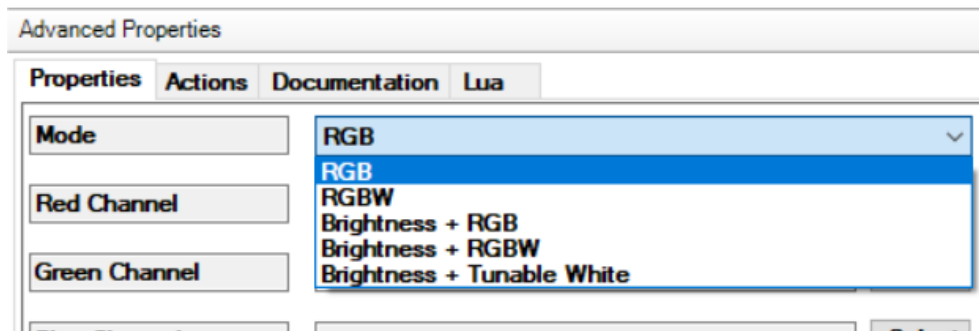 Advanced Properties
Properties Actions Documentation Lua
Mode RGB
RGB
RGBW
Red Channel
Brightness + RGB
Brightness + RGBW
Green Channel
Brightness + Tunable White